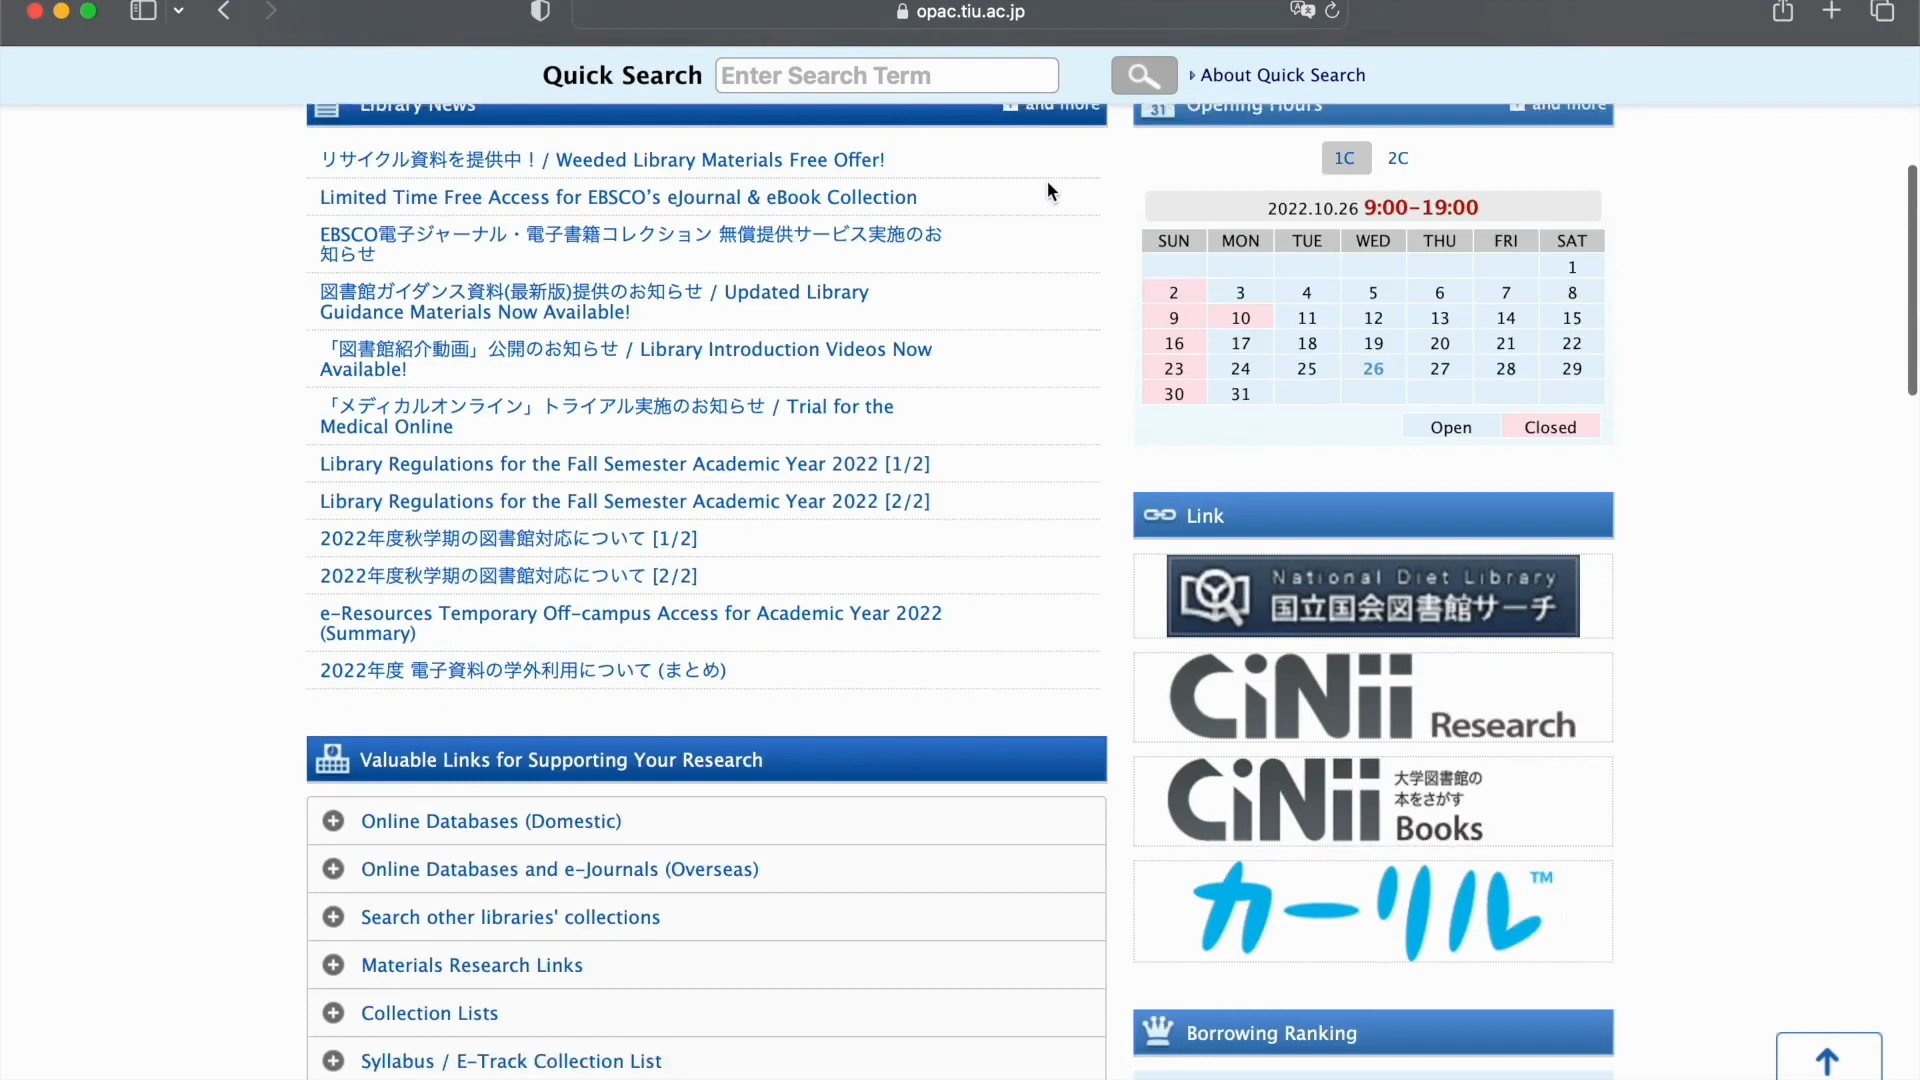 opac.tiu.ac.jp
Quick Search
Enter Search Term
About Quick Search
Library News
and more
リサイクル資料を提供中！/ Weeded Library Materials Free Offer!
Limited Time Free Access for EBSCO’s eJournal & eBook Collection
EBSCO電子ジャーナル・電子書籍コレクション 無償提供サービス実施のお
知らせ
図書館ガイダンス資料(最新版)提供のお知らせ / Updated Library
Guidance Materials Now Available!
「図書館紹介動画」公開のお知らせ / Library Introduction Videos Now
Available!
「メディカルオンライン」トライアル実施のお知らせ / Trial for the
Medical Online
Library Regulations for the Fall Semester Academic Year 2022 [1/2]
Library Regulations for the Fall Semester Academic Year 2022 [2/2]
2022年度秋学期の図書館対応について [1/2]
2022年度秋学期の図書館対応について [2/2]
e-Resources Temporary Off-campus Access for Academic Year 2022
(Summary)
2022年度 電子資料の学外利用について (まとめ)
Valuable Links for Supporting Your Research
Online Databases (Domestic)
Online Databases and e-Journals (Overseas)
Search other libraries' collections
Materials Research Links
Collection Lists
Syllabus / E-Track Collection List
31 Opening Hours
and more
1C 2C
2022.10.26 9:00-19:00
SUN MON TUE WED THU FRI SAT
1
2 3 4 5 6 7 8
9 10 11 12 13 14 15
16 17 18 19 20 21 22
23 24 25 26 27 28 29
30 31
Open Closed
Link
National Diet Library
国立国会図書館サーチ
CiNii Research
CiNii 大学図書館の
本をさがす
Books
カーリル™
Borrowing Ranking